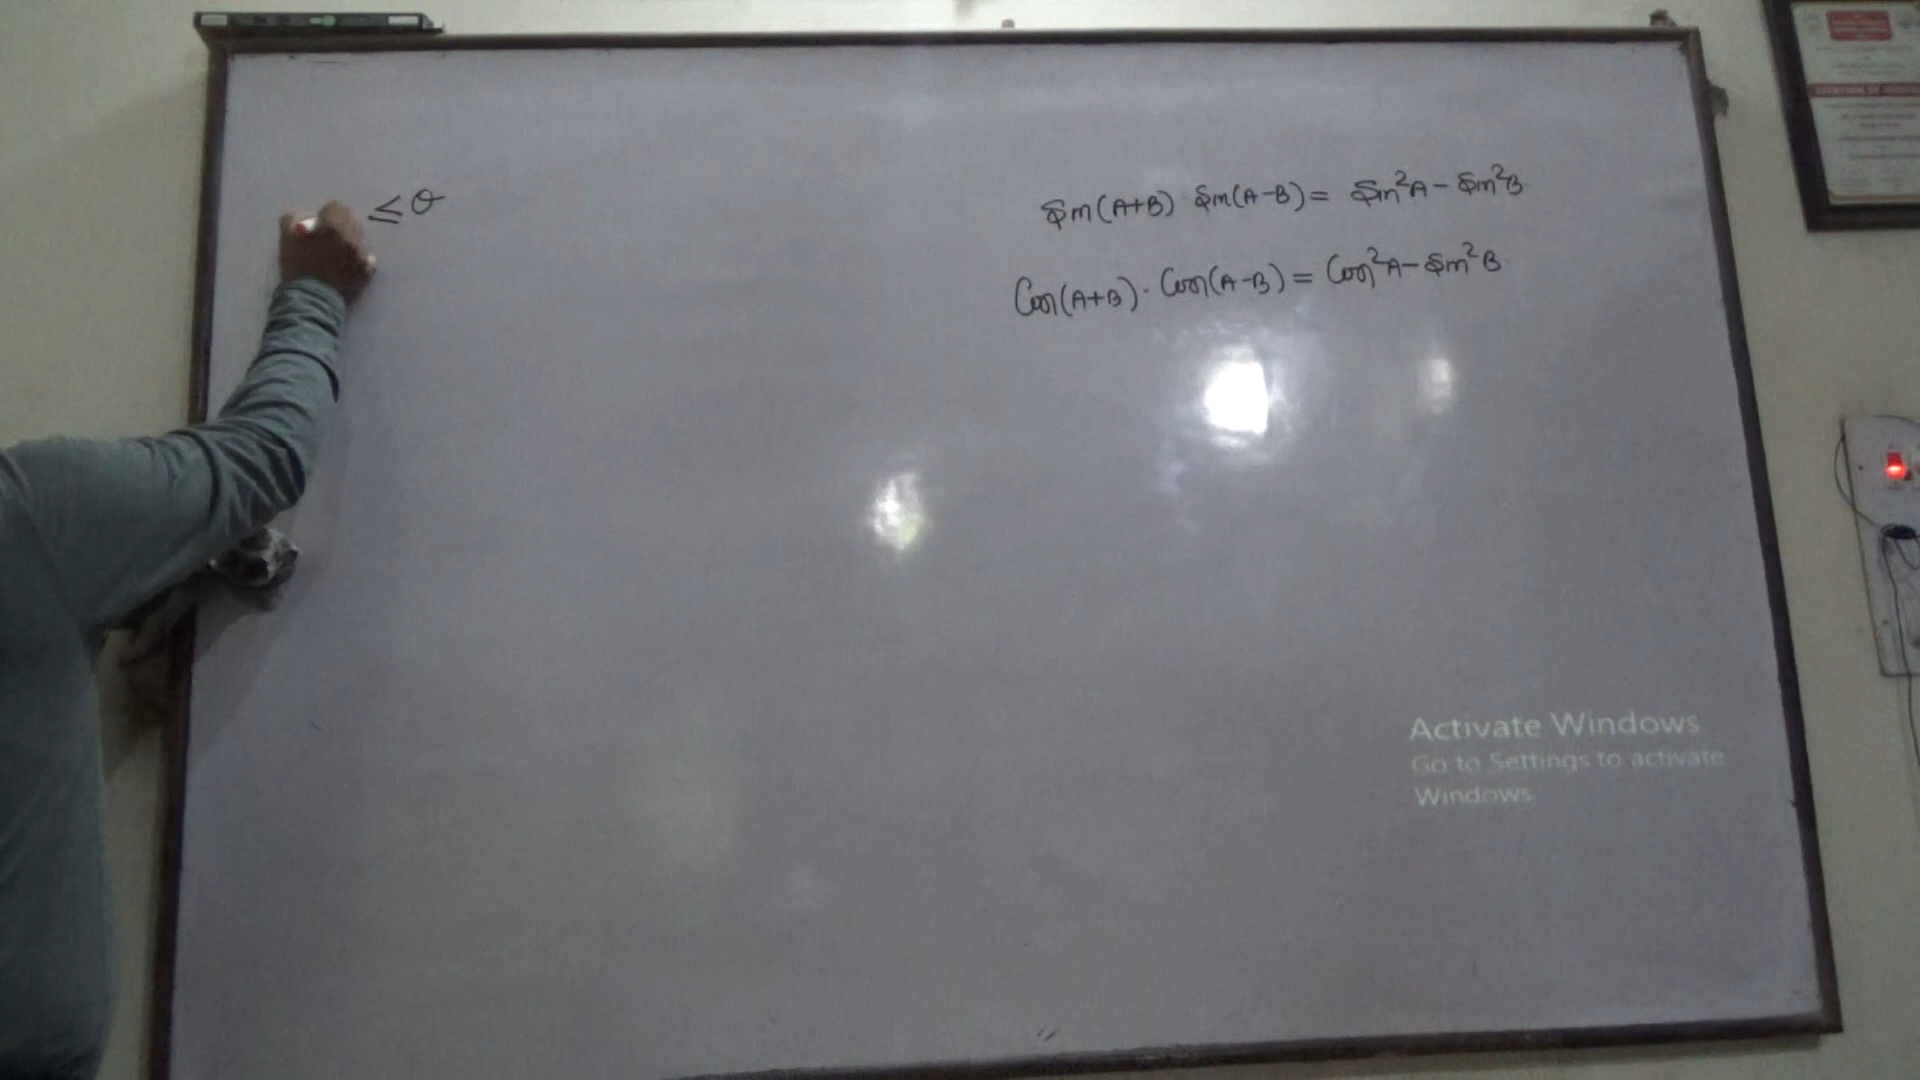 ≤ θ
Sin(A+B) Sin(A-B) = Sin²A - Sin²B
Cos(A+B) · Cos(A-B) = Cos²A - Sin²B
Activate Windows
Go to Settings to activate
Windows.